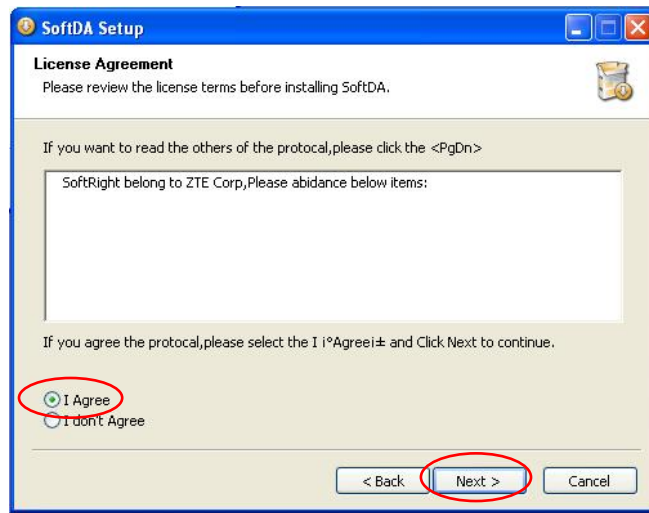 SoftDA Setup
License Agreement
Please review the license terms before installing SoftDA.
If you want to read the others of the protocal,please click the <PgDn>
SoftRight belong to ZTE Corp,Please abidance below items:
If you agree the protocal,please select the I i°Agreei± and Click Next to continue.
I Agree
I don't Agree
< Back Next > Cancel